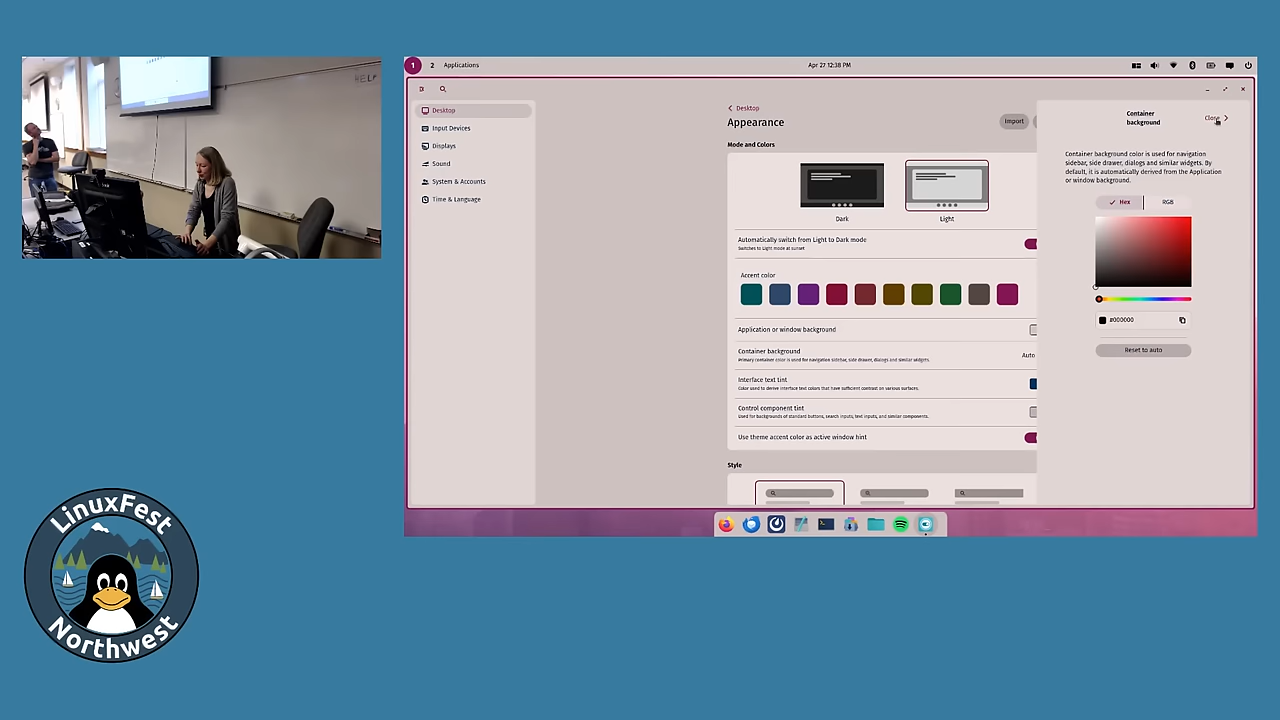 HELP
1 2 Applications
Apr 27 12:38 PM
Desktop
Input Devices
Displays
Sound
System & Accounts
Time & Language
Desktop
Appearance
Import
Mode and Colors
Dark
Light
Automatically switch from Light to Dark mode
Switches to Light mode at sunset
Accent color
Application or window background
Container background
Auto
Primary container color is used for navigation sidebar, side drawer, dialogs and similar widgets.
Interface text tint
Color used to derive interface text colors that have sufficient contrast on various surfaces.
Control component tint
Used for backgrounds of standard buttons, search inputs, text inputs, and similar components.
Use theme accent color as active window hint
Style
Container
background
Close
Container background color is used for navigation
sidebar, side drawer, dialogs and similar widgets. By
default, it is automatically derived from the Application
or window background.
Hex
RGB
#000000
Reset to auto
LinuxFest
Northwest